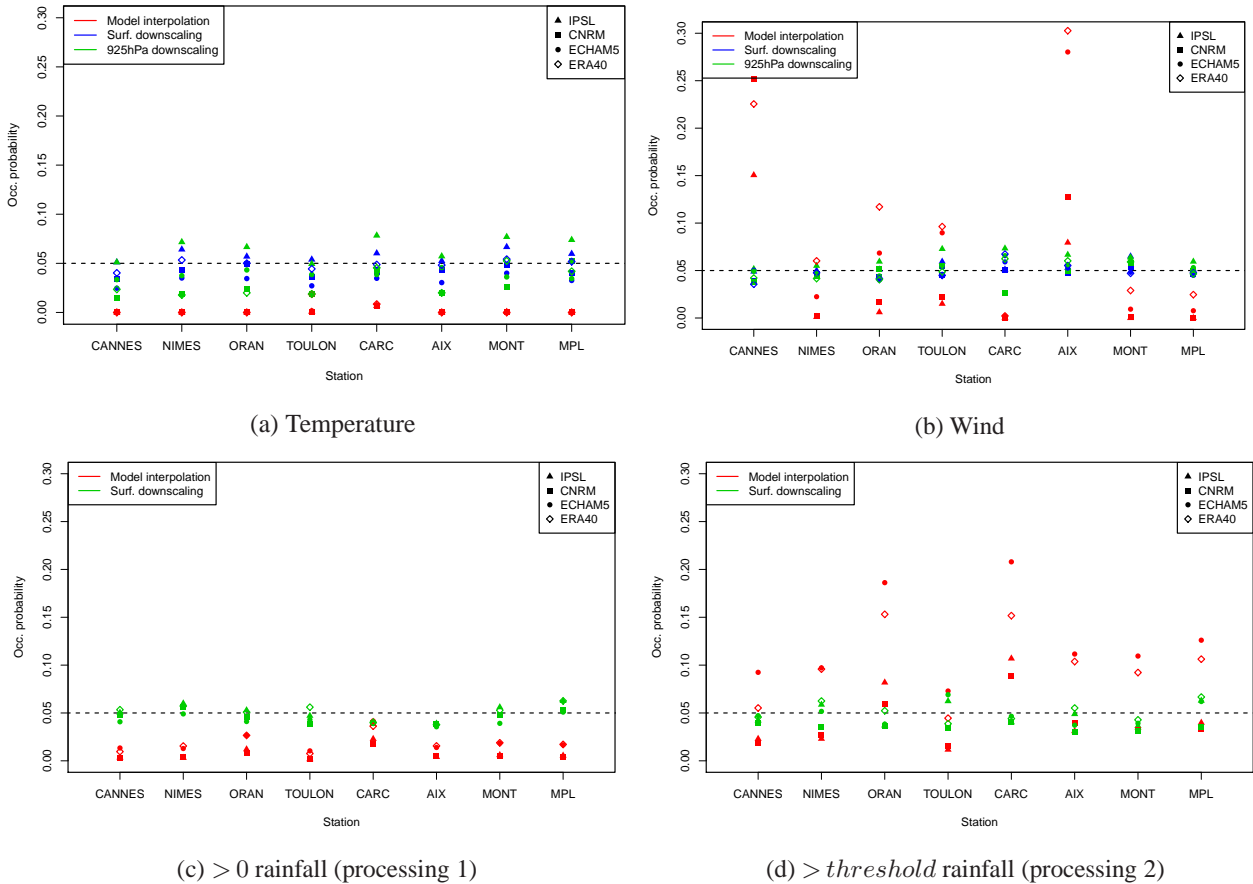 Model interpolation
Surf. downscaling
925hPa downscaling
IPSL
CNRM
ECHAM5
ERA40
Occ. probability
0.30
0.25
0.20
0.15
0.10
0.05
0.00
CANNES NIMES ORAN TOULON CARC AIX MONT MPL
Station
(a) Temperature
Model interpolation
Surf. downscaling
925hPa downscaling
IPSL
CNRM
ECHAM5
ERA40
Occ. probability
0.30
0.25
0.20
0.15
0.10
0.05
0.00
CANNES NIMES ORAN TOULON CARC AIX MONT MPL
Station
(b) Wind
Model interpolation
Surf. downscaling
IPSL
CNRM
ECHAM5
ERA40
Occ. probability
0.30
0.25
0.20
0.15
0.10
0.05
0.00
CANNES NIMES ORAN TOULON CARC AIX MONT MPL
Station
(c) > 0 rainfall (processing 1)
Model interpolation
Surf. downscaling
IPSL
CNRM
ECHAM5
ERA40
Occ. probability
0.30
0.25
0.20
0.15
0.10
0.05
0.00
CANNES NIMES ORAN TOULON CARC AIX MONT MPL
Station
(d) > threshold rainfall (processing 2)